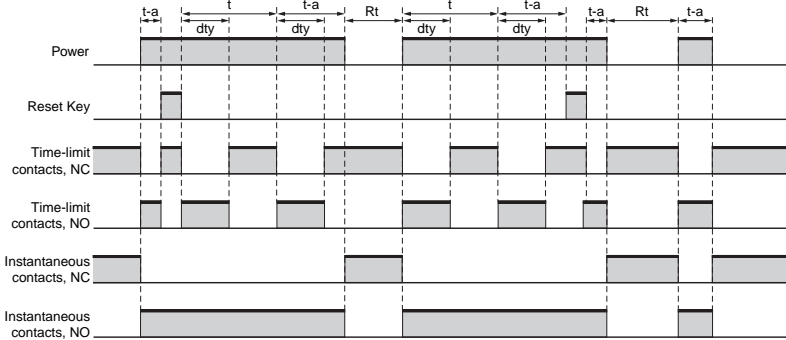 t-a t t-a Rt t t-a t-a Rt t-a
dty dty dty dty
Power
Reset Key
Time-limit
contacts, NC
Time-limit
contacts, NO
Instantaneous
contacts, NC
Instantaneous
contacts, NO